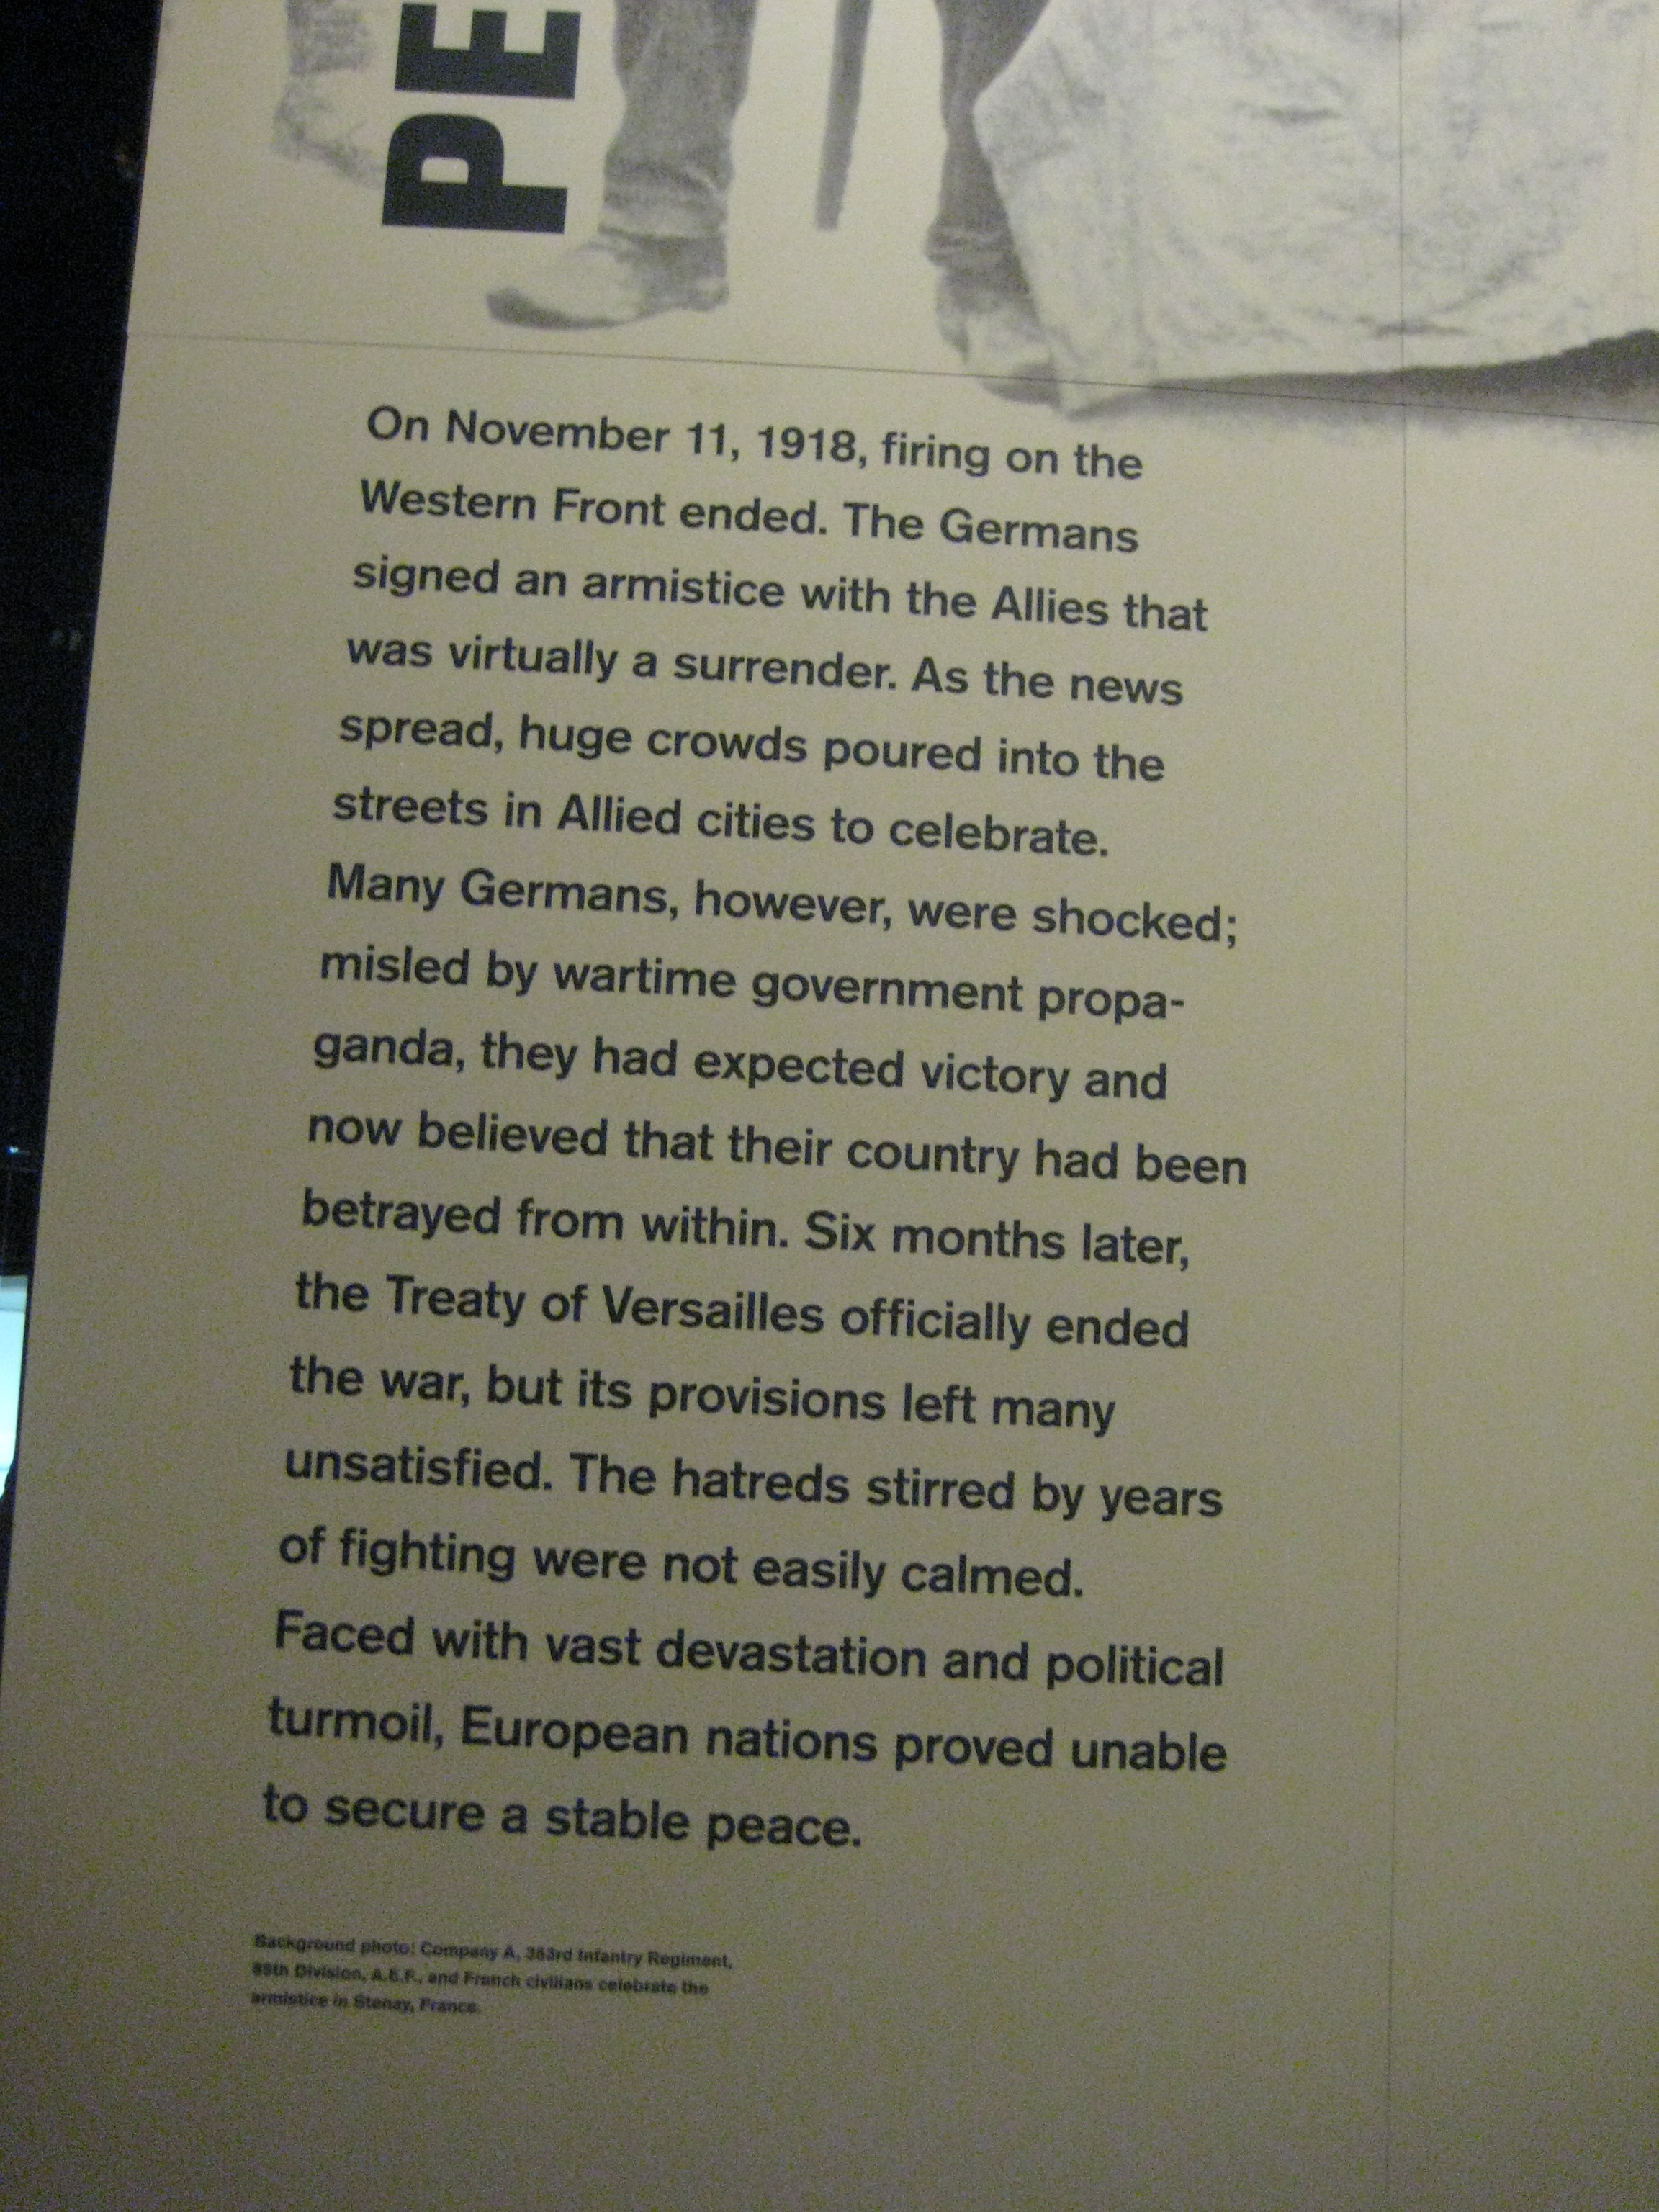 PE
On November 11, 1918, firing on the
Western Front ended. The Germans
signed an armistice with the Allies that
was virtually a surrender. As the news
spread, huge crowds poured into the
streets in Allied cities to celebrate.
Many Germans, however, were shocked;
misled by wartime government propa-
ganda, they had expected victory and
now believed that their country had been
betrayed from within. Six months later,
the Treaty of Versailles officially ended
the war, but its provisions left many
unsatisfied. The hatreds stirred by years
of fighting were not easily calmed.
Faced with vast devastation and political
turmoil, European nations proved unable
to secure a stable peace.
Background photo: Company A, 353rd Infantry Regiment,
89th Division, A.E.F., and French civilians celebrate the
armistice in Stenay, France.